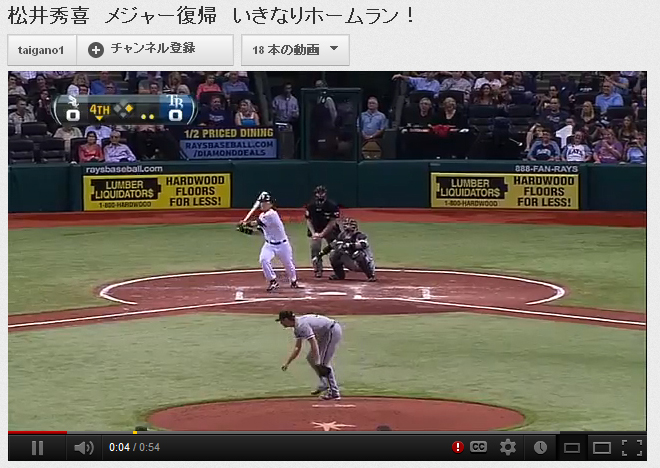 松井秀喜　メジャー復帰　いきなりホームラン！
taigano1
チャンネル登録
18 本の動画
4TH
TB
0
0
1/2 PRICED DINING
RAYSBASEBALL.COM
/DIAMONDDEALS
raysbaseball.com
888-FAN-RAYS
LUMBER LIQUIDATORS
1-800-HARDWOOD
HARDWOOD
FLOORS
FOR LESS!
LUMBER LIQUIDATORS
1-800-HARDWOOD
HARDWOOD
FLOORS
FOR LESS!
0:04 / 0:54
CC